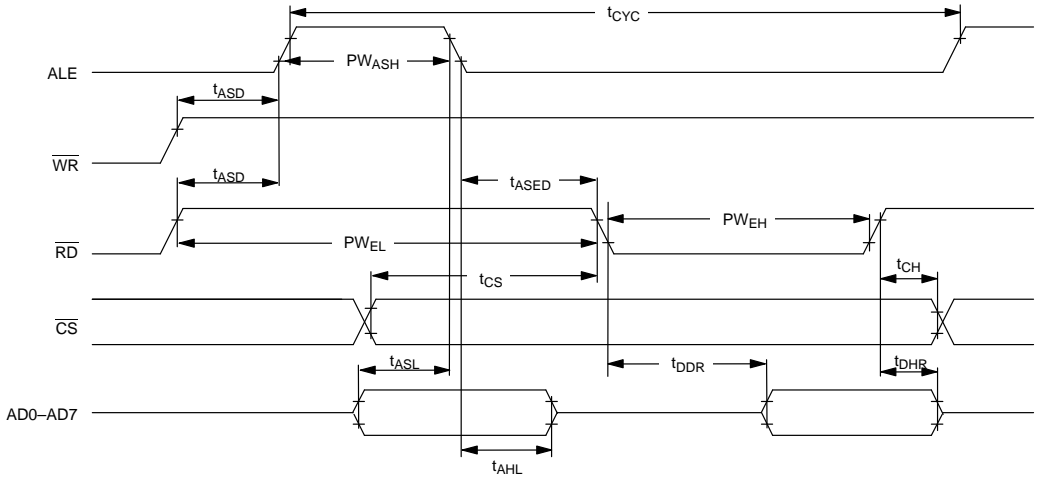 tCYC
ALE
PWASH
tASD
WR
tASD
tASED
RD
PWEL
PWEH
tCS
tCH
CS
tASL
tDDR
tDHR
AD0–AD7
tAHL